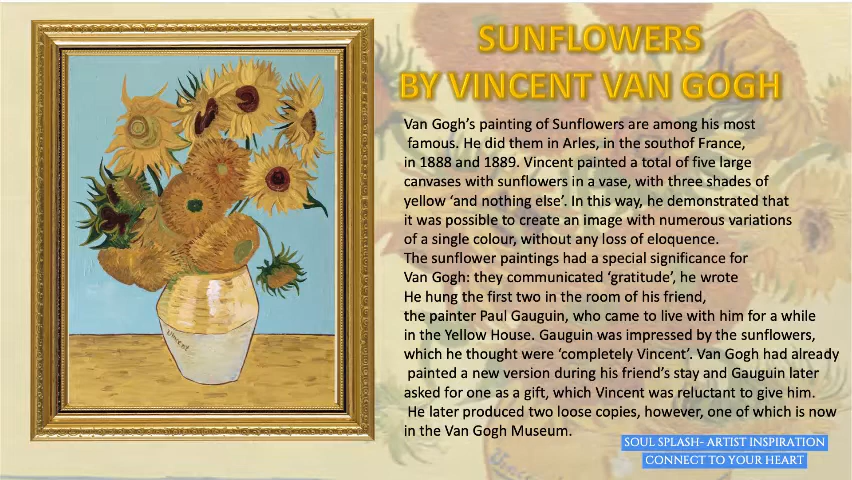 SUNFLOWERS
BY VINCENT VAN GOGH
Van Gogh's painting of Sunflowers are among his most
famous. He did them in Arles, in the southof France,
in 1888 and 1889. Vincent painted a total of five large
canvases with sunflowers in a vase, with three shades of
yellow 'and nothing else'. In this way, he demonstrated that
it was possible to create an image with numerous variations
of a single colour, without any loss of eloquence.
The sunflower paintings had a special significance for
Van Gogh: they communicated 'gratitude', he wrote
He hung the first two in the room of his friend,
the painter Paul Gauguin, who came to live with him for a while
in the Yellow House. Gauguin was impressed by the sunflowers,
which he thought were 'completely Vincent'. Van Gogh had already
painted a new version during his friend's stay and Gauguin later
asked for one as a gift, which Vincent was reluctant to give him.
He later produced two loose copies, however, one of which is now
in the Van Gogh Museum.
SOUL SPLASH- ARTIST INSPIRATION
CONNECT TO YOUR HEART
Vincent
Vincent